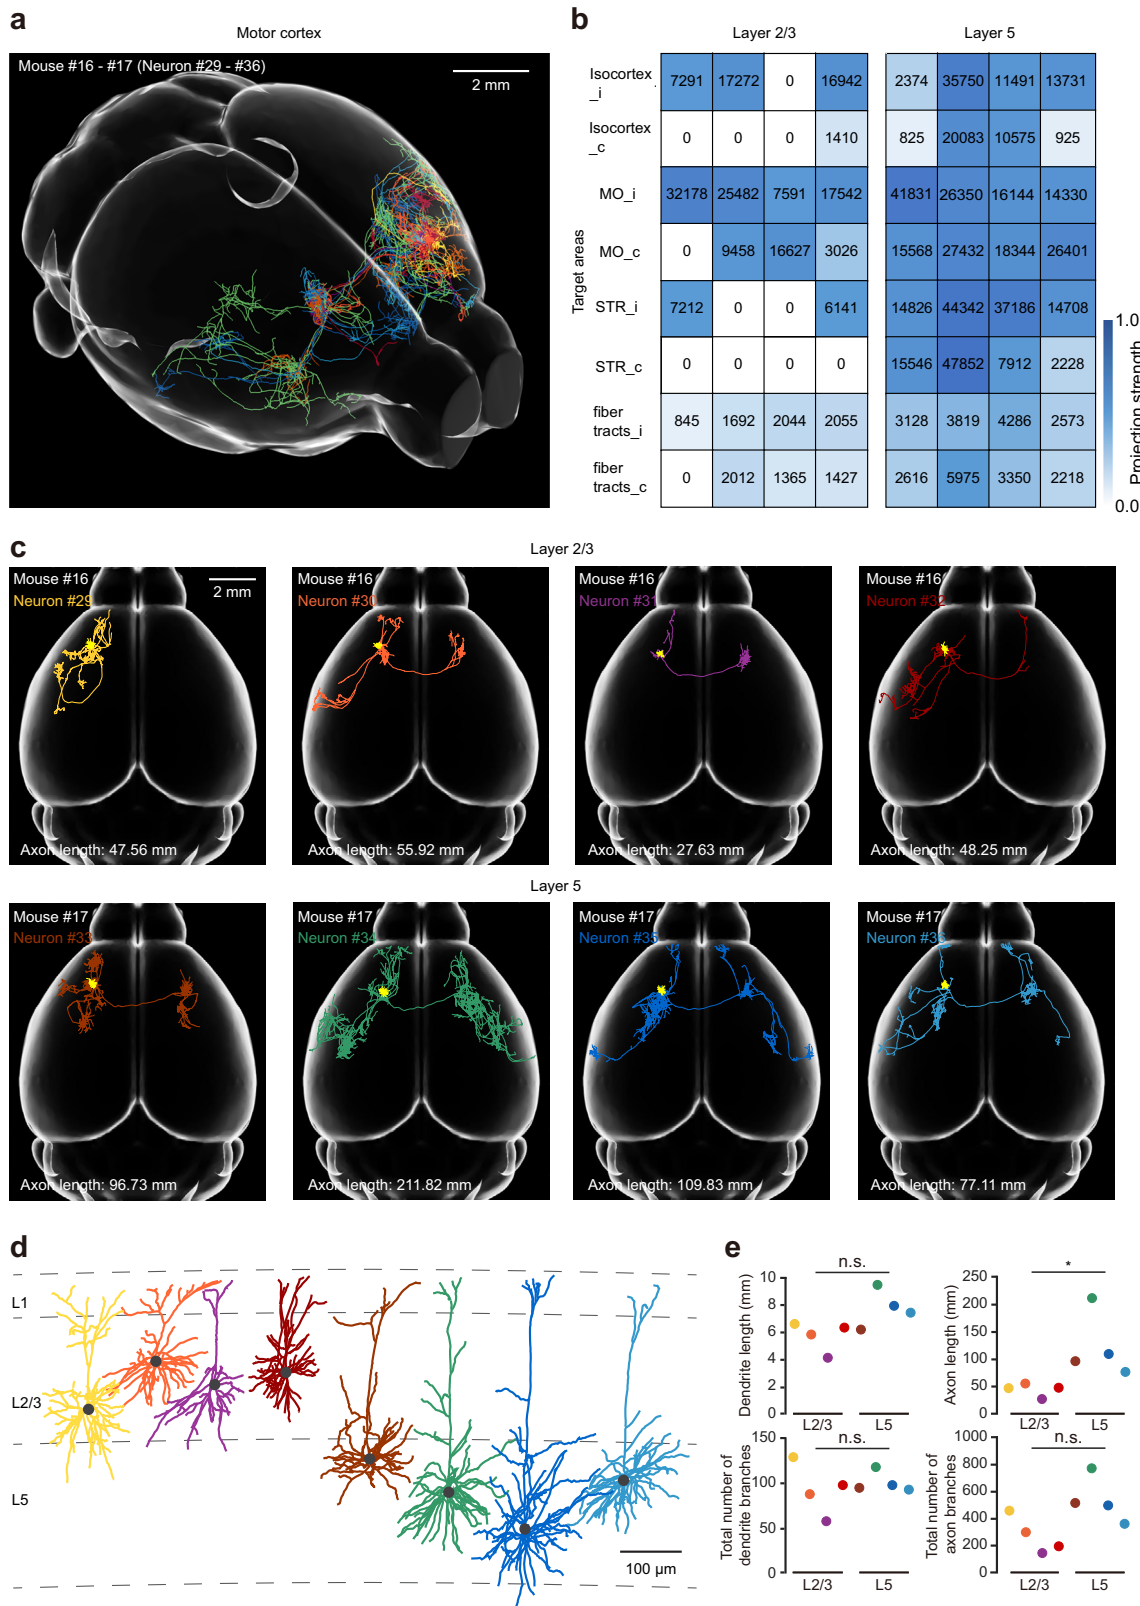 a
Motor cortex
Mouse #16 - #17 (Neuron #29 - #36)
2 mm
b
Layer 2/3 Layer 5
Target areas
Isocortex_i 7291 17272 0 16942 2374 35750 11491 13731
Isocortex_c 0 0 0 1410 825 20083 10575 925
MO_i 32178 25482 7591 17542 41831 26350 16144 14330
MO_c 0 9458 16627 3026 15568 27432 18344 26401
STR_i 7212 0 0 6141 14826 44342 37186 14708
STR_c 0 0 0 0 15546 47852 7912 2228
fiber tracts_i 845 1692 2044 2055 3128 3819 4286 2573
fiber tracts_c 0 2012 1365 1427 2616 5975 3350 2218
1.0
Projection strength
0.0
c
Layer 2/3
Mouse #16
Neuron #29
2 mm
Axon length: 47.56 mm
Mouse #16
Neuron #30
Axon length: 55.92 mm
Mouse #16
Neuron #31
Axon length: 27.63 mm
Mouse #16
Neuron #32
Axon length: 48.25 mm
Layer 5
Mouse #17
Neuron #33
Axon length: 96.73 mm
Mouse #17
Neuron #34
Axon length: 211.82 mm
Mouse #17
Neuron #35
Axon length: 109.83 mm
Mouse #17
Neuron #36
Axon length: 77.11 mm
d
L1
L2/3
L5
100 µm
e
n.s.
Dendrite length (mm)
10
8
6
4
2
0
L2/3 L5
*
Axon length (mm)
250
200
150
100
50
0
L2/3 L5
n.s.
Total number of
dendrite branches
150
100
50
0
L2/3 L5
n.s.
Total number of
axon branches
1000
800
600
400
200
0
L2/3 L5